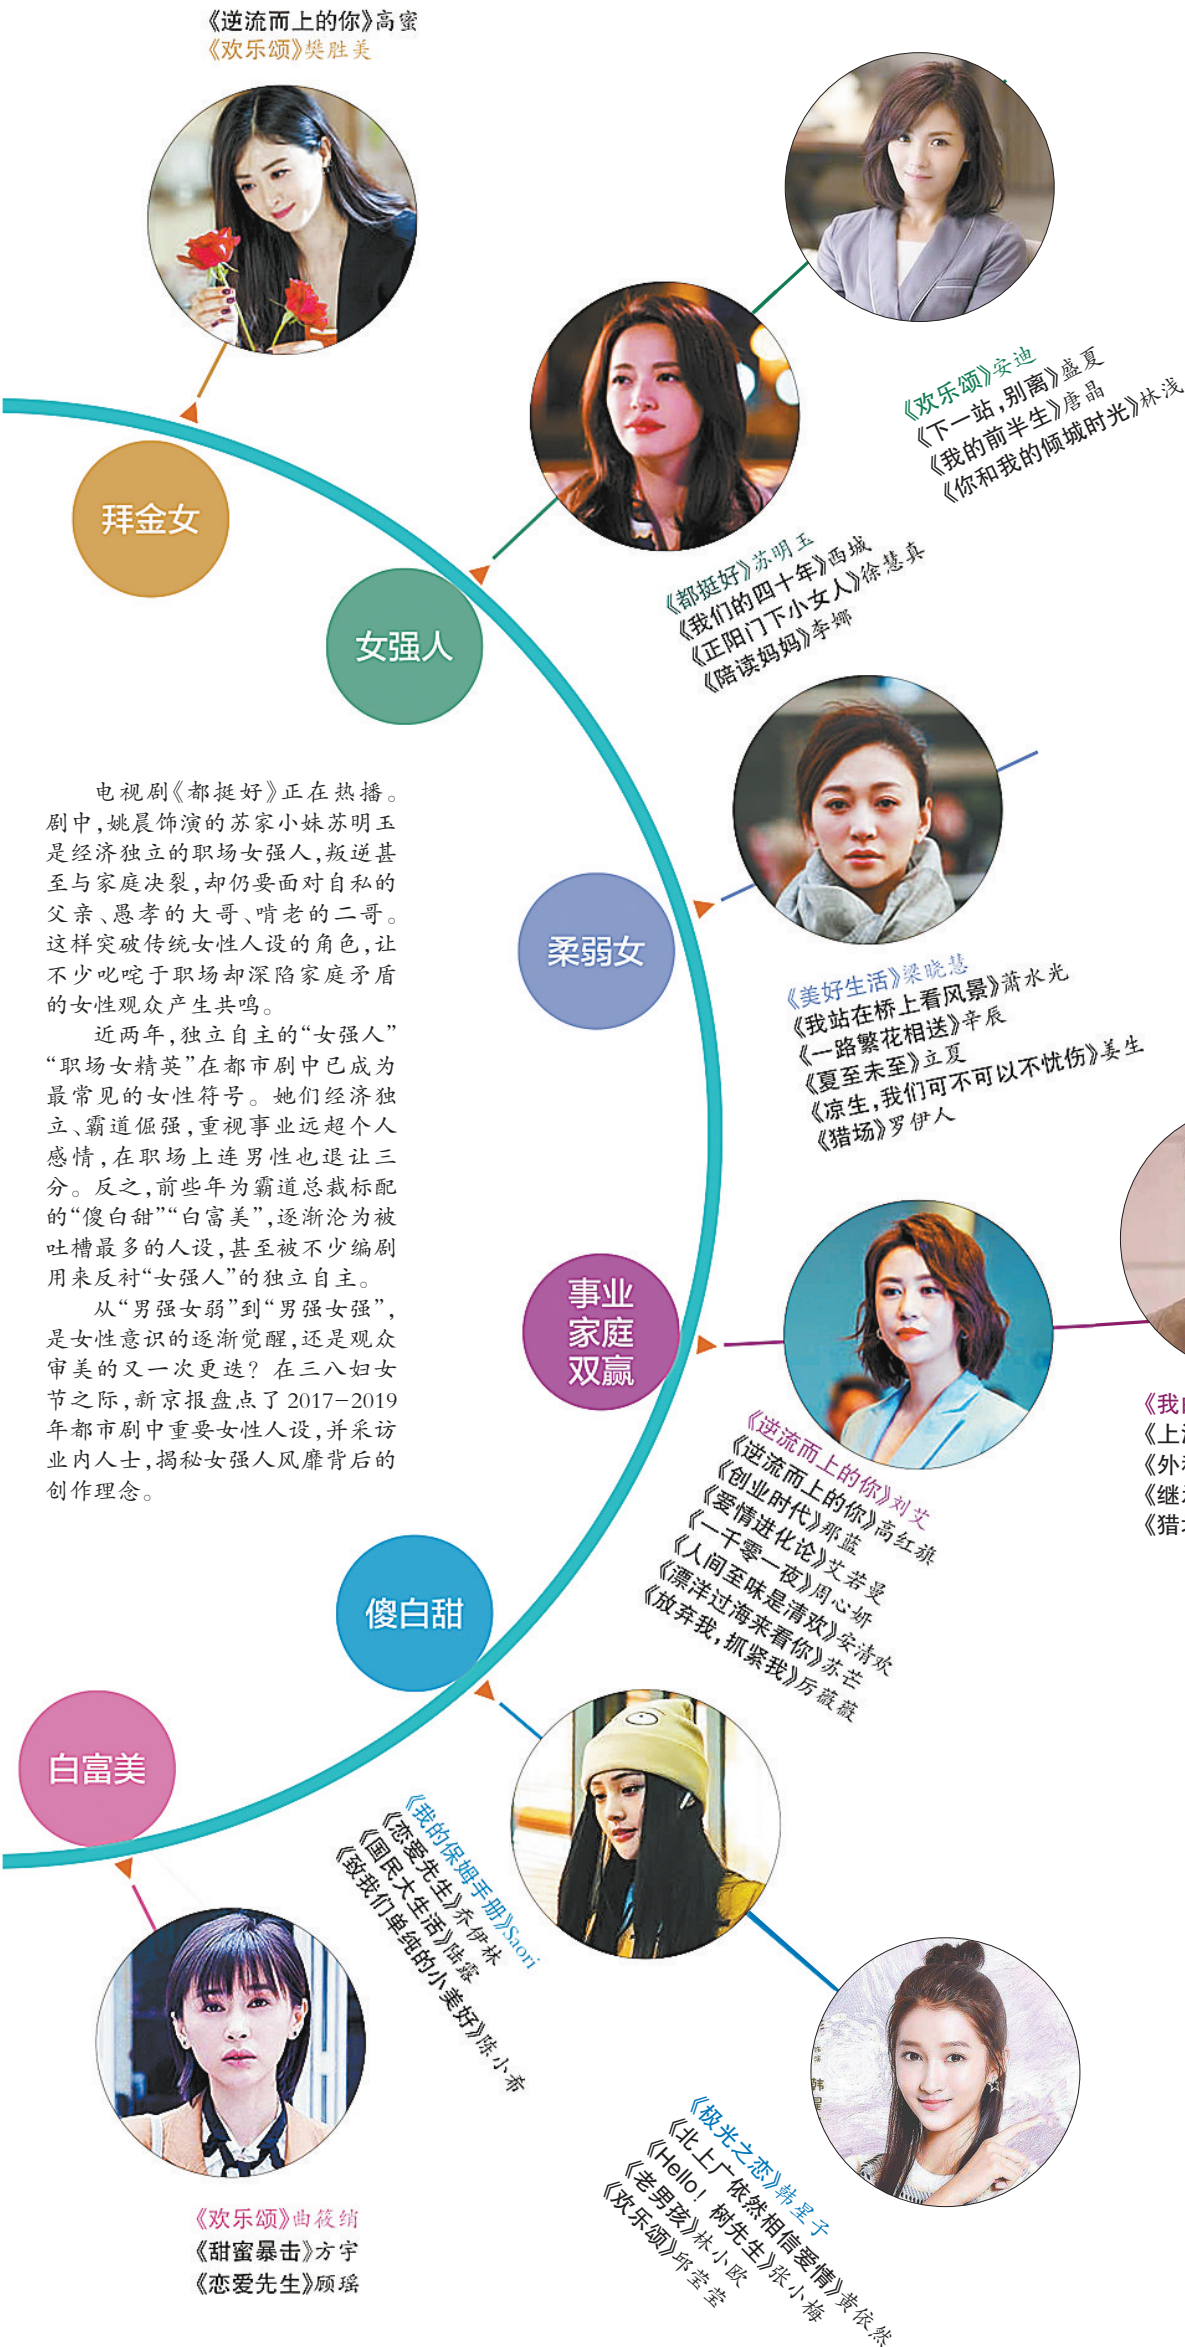 《逆流而上的你》高蜜
《欢乐颂》樊胜美
拜金女
女强人
《欢乐颂》安迪
《下一站，别离》盛夏
《我的前半生》唐晶
《你和我的倾城时光》林浅
《都挺好》苏明玉
《我们的四十年》西城
《正阳门下小女人》徐慧真
《陪读妈妈》李娜
电视剧《都挺好》正在热播。
剧中，姚晨饰演的苏家小妹苏明玉
是经济独立的职场女强人，叛逆甚
至与家庭决裂，却仍要面对自私的
父亲、愚孝的大哥、啃老的二哥。
这样突破传统女性人设的角色，让
不少叱咤于职场却深陷家庭矛盾
的女性观众产生共鸣。
近两年，独立自主的“女强人”
“职场女精英”在都市剧中已成为
最常见的女性符号。她们经济独
立、霸道倔强，重视事业远超个人
感情，在职场上连男性也退让三
分。反之，前些年为霸道总裁标配
的“傻白甜”“白富美”，逐渐沦为被
吐槽最多的人设，甚至被不少编剧
用来反衬“女强人”的独立自主。
从“男强女弱”到“男强女强”，
是女性意识的逐渐觉醒，还是观众
审美的又一次更迭？在三八妇女
节之际，新京报盘点了2017-2019
年都市剧中重要女性人设，并采访
业内人士，揭秘女强人风靡背后的
创作理念。
柔弱女
《美好生活》梁晓慧
《我站在桥上看风景》萧水光
《一路繁花相送》辛辰
《夏至未至》立夏
《凉生，我们可不可以不忧伤》姜生
《猎场》罗伊人
事业
家庭
双赢
《逆流而上的你》刘艾
《逆流而上的你》高红旗
《创业时代》那蓝
《爱情进化论》艾若曼
《一千零一夜》周心妍
《人间至味是清欢》安清欢
《漂洋过海来看你》苏芒
《放弃我，抓紧我》厉薇薇
《我
《上
《外
《继
《猎
傻白甜
《我的保姆手册》Saori
《恋爱先生》乔伊林
《国民大生活》陆露
《致我们单纯的小美好》陈小希
《极光之恋》韩星子
《北上广依然相信爱情》黄依然
《Hello！树先生》张小梅
《老男孩》林小欧
《欢乐颂》邱莹莹
白富美
《欢乐颂》曲筱绡
《甜蜜暴击》方宇
《恋爱先生》顾瑶